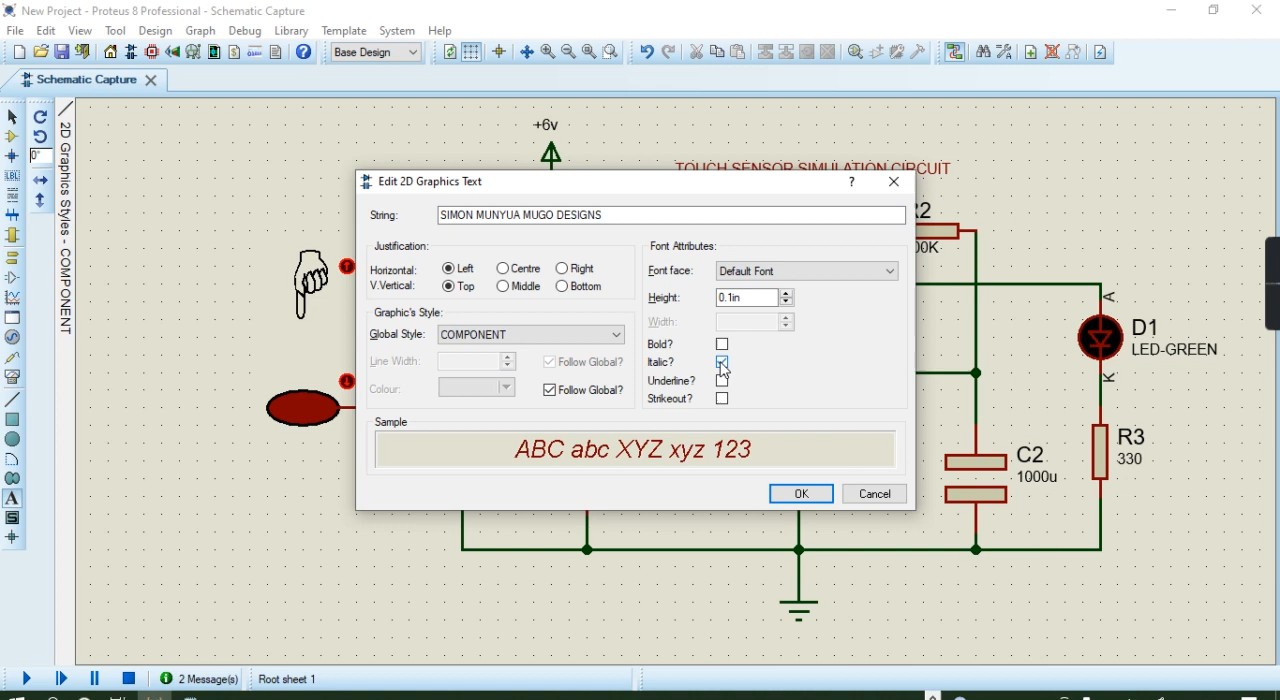 New Project - Proteus 8 Professional - Schematic Capture
File Edit View Tool Design Graph Debug Library Template System Help
Base Design
Schematic Capture
0°
2D Graphics Styles - COMPONENT
+6v
TOUCH SENSOR SIMULATION CIRCUIT
Edit 2D Graphics Text
String: SIMON MUNYUA MUGO DESIGNS
Justification:
Horizontal: Left Centre Right
V.Vertical: Top Middle Bottom
Graphic's Style:
Global Style: COMPONENT
Line Width: Follow Global?
Colour: Follow Global?
Font Attributes:
Font face: Default Font
Height: 0.1in
Width:
Bold?
Italic?
Underline?
Strikeout?
Sample
ABC abc XYZ xyz 123
OK Cancel
A
D1
LED-GREEN
K
R3
330
C2
1000u
2 Message(s) Root sheet 1